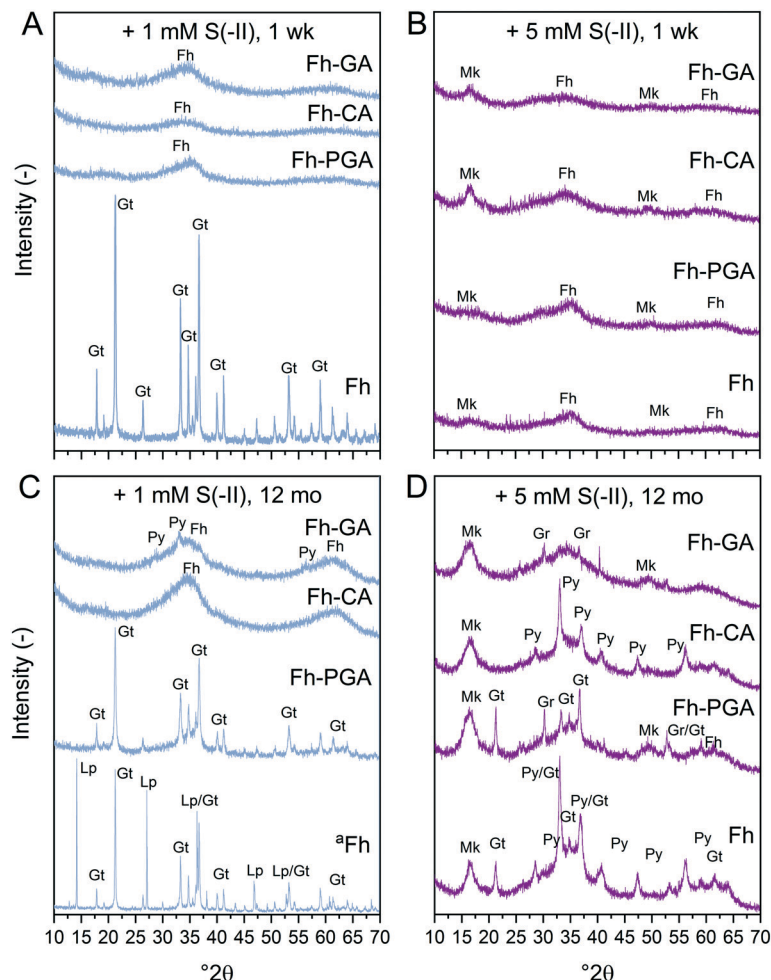 A
+ 1 mM S(-II), 1 wk
Fh
Fh-GA
Fh
Fh-CA
Fh
Fh-PGA
Gt
Gt
Gt
Gt
Gt
Gt
Gt
Gt
Gt
Fh
Intensity (-)
B
+ 5 mM S(-II), 1 wk
Fh-GA
Mk
Fh
Mk
Fh
Fh-CA
Mk
Fh
Mk
Fh
Fh-PGA
Mk
Fh
Mk
Fh
Fh
Mk
Fh
Mk
Fh
C
+ 1 mM S(-II), 12 mo
Fh-GA
Py
Py
Fh
Py
Fh
Fh-CA
Fh
Gt
Fh-PGA
Gt
Gt
Gt
Gt
Gt
Gt
Lp
Gt
Lp
Lp/Gt
aFh
Gt
Gt
Gt
Lp
Lp/Gt
Gt
Intensity (-)
10 15 20 25 30 35 40 45 50 55 60 65 70
°2θ
D
+ 5 mM S(-II), 12 mo
Fh-GA
Mk
Gr
Gr
Mk
Py
Fh-CA
Mk
Py
Py
Py
Py
Py
Fh-PGA
Mk
Gt
Gr
Gt
Gt
Mk
Gr/Gt
Fh
Py/Gt
Fh
Mk
Gt
Py
Gt
Py/Gt
Py
Py
Py
Gt
10 15 20 25 30 35 40 45 50 55 60 65 70
°2θ